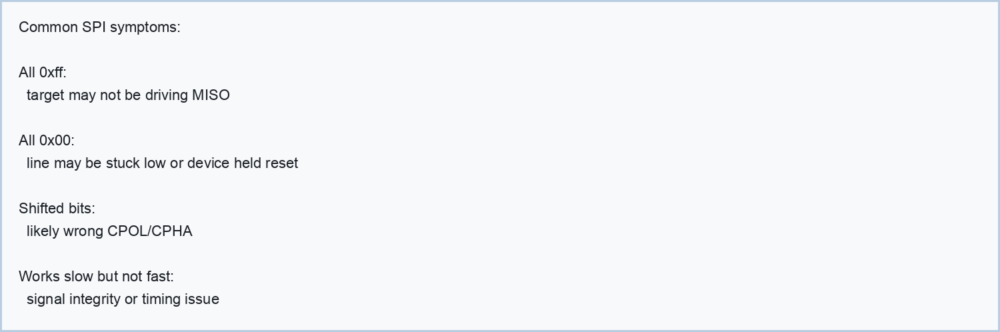 Common SPI symptoms:
All 0xff:
target may not be driving MISO
All 0x00:
line may be stuck low or device held reset
Shifted bits:
likely wrong CPOL/CPHA
Works slow but not fast:
signal integrity or timing issue